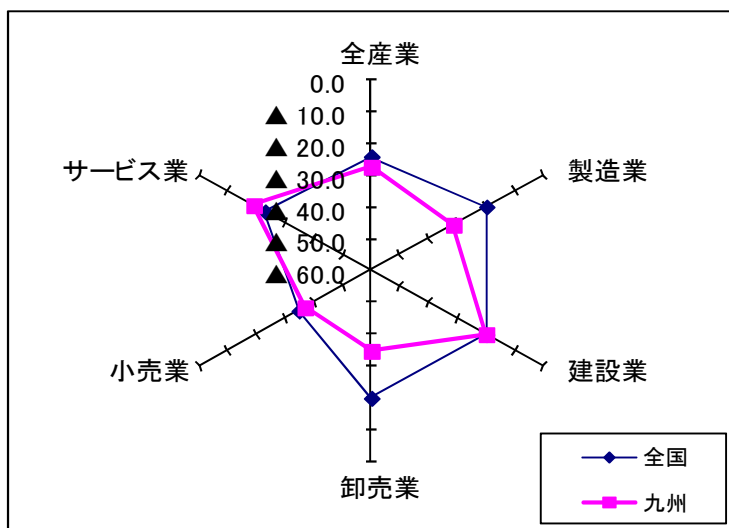 全産業
0.0
▲ 10.0
▲ 20.0
▲ 30.0
▲ 40.0
▲ 50.0
▲ 60.0
サービス業
製造業
小売業
建設業
卸売業
全国
九州